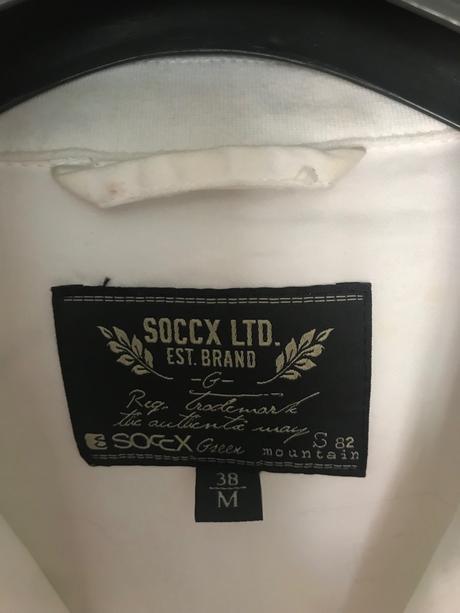 SOCCX LTD.
EST. BRAND
-G-
Reg. trademark
the authentic way
SOCCX Green S 82
mountain
38
M